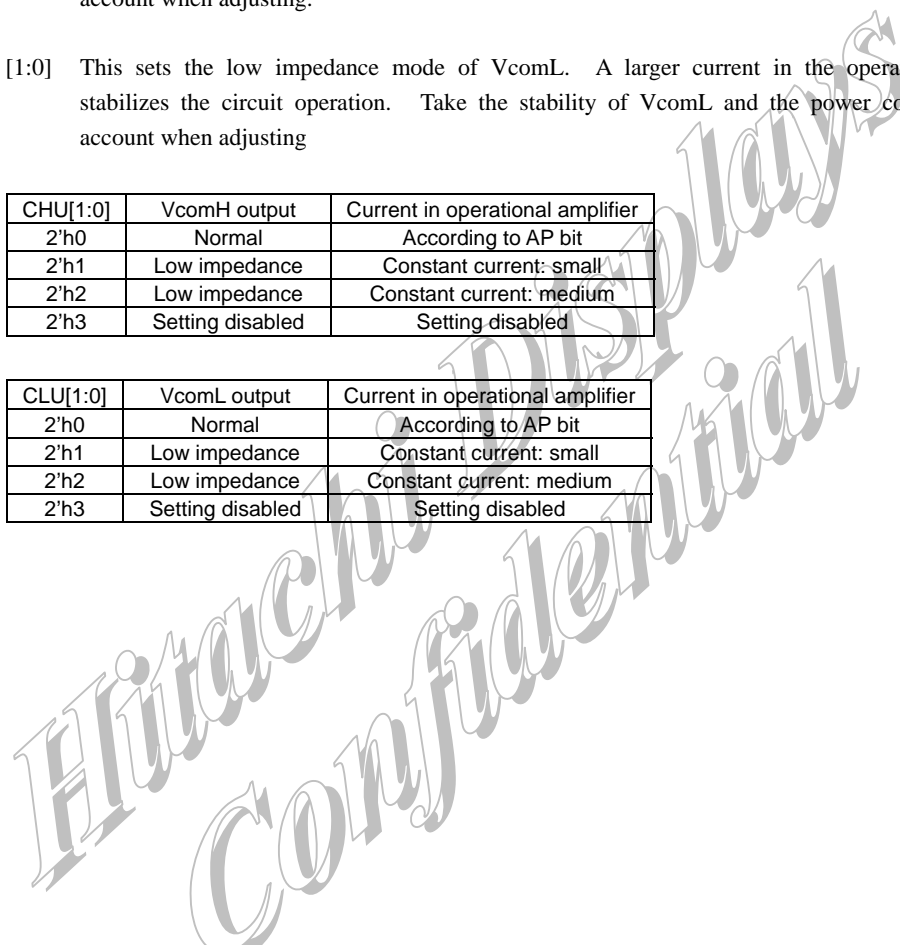 account when adjusting.
[1:0] This sets the low impedance mode of VcomL. A larger current in the opera
stabilizes the circuit operation. Take the stability of VcomL and the power co
account when adjusting
CHU[1:0] VcomH output Current in operational amplifier
2'h0 Normal According to AP bit
2'h1 Low impedance Constant current: small
2'h2 Low impedance Constant current: medium
2'h3 Setting disabled Setting disabled
CLU[1:0] VcomL output Current in operational amplifier
2'h0 Normal According to AP bit
2'h1 Low impedance Constant current: small
2'h2 Low impedance Constant current: medium
2'h3 Setting disabled Setting disabled
Hitachi Displays
Confidential